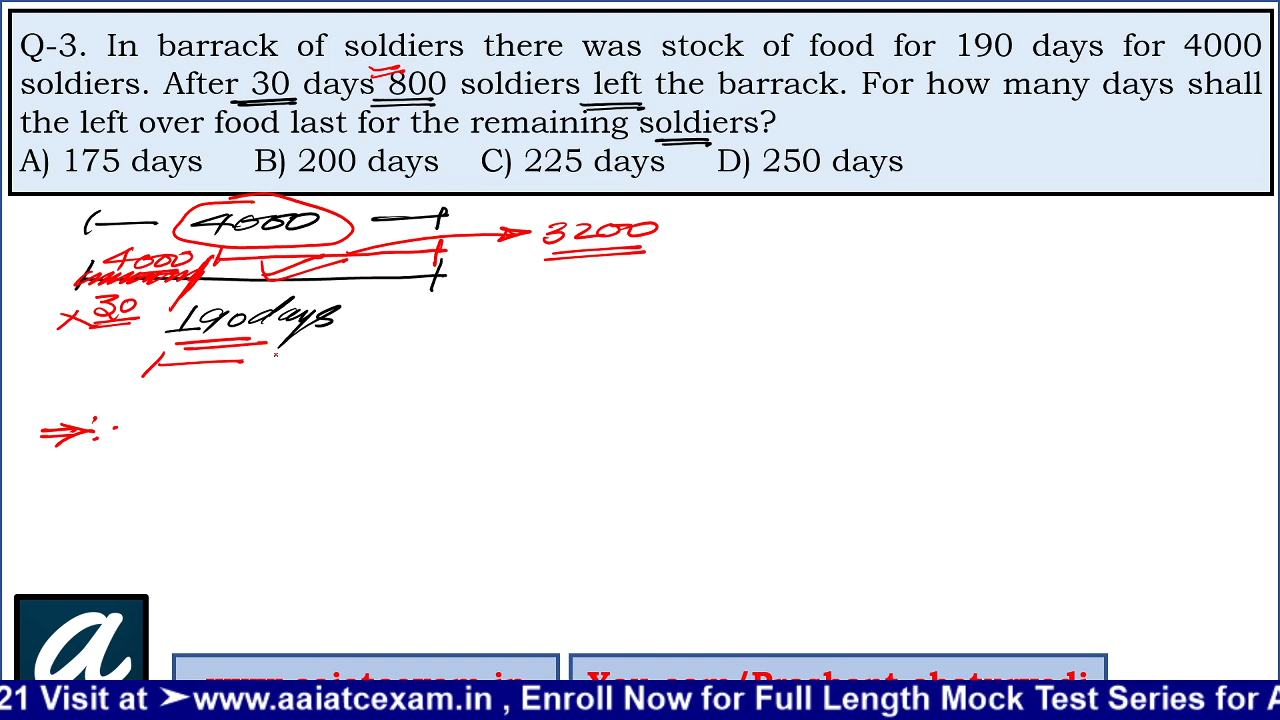 Q-3. In barrack of soldiers there was stock of food for 190 days for 4000
soldiers. After 30 days 800 soldiers left the barrack. For how many days shall
the left over food last for the remaining soldiers?
A) 175 days B) 200 days C) 225 days D) 250 days
4000
3200
4000
× 30
190days
a
21 Visit at ➤www.aaiatcexam.in , Enroll Now for Full Length Mock Test Series for A